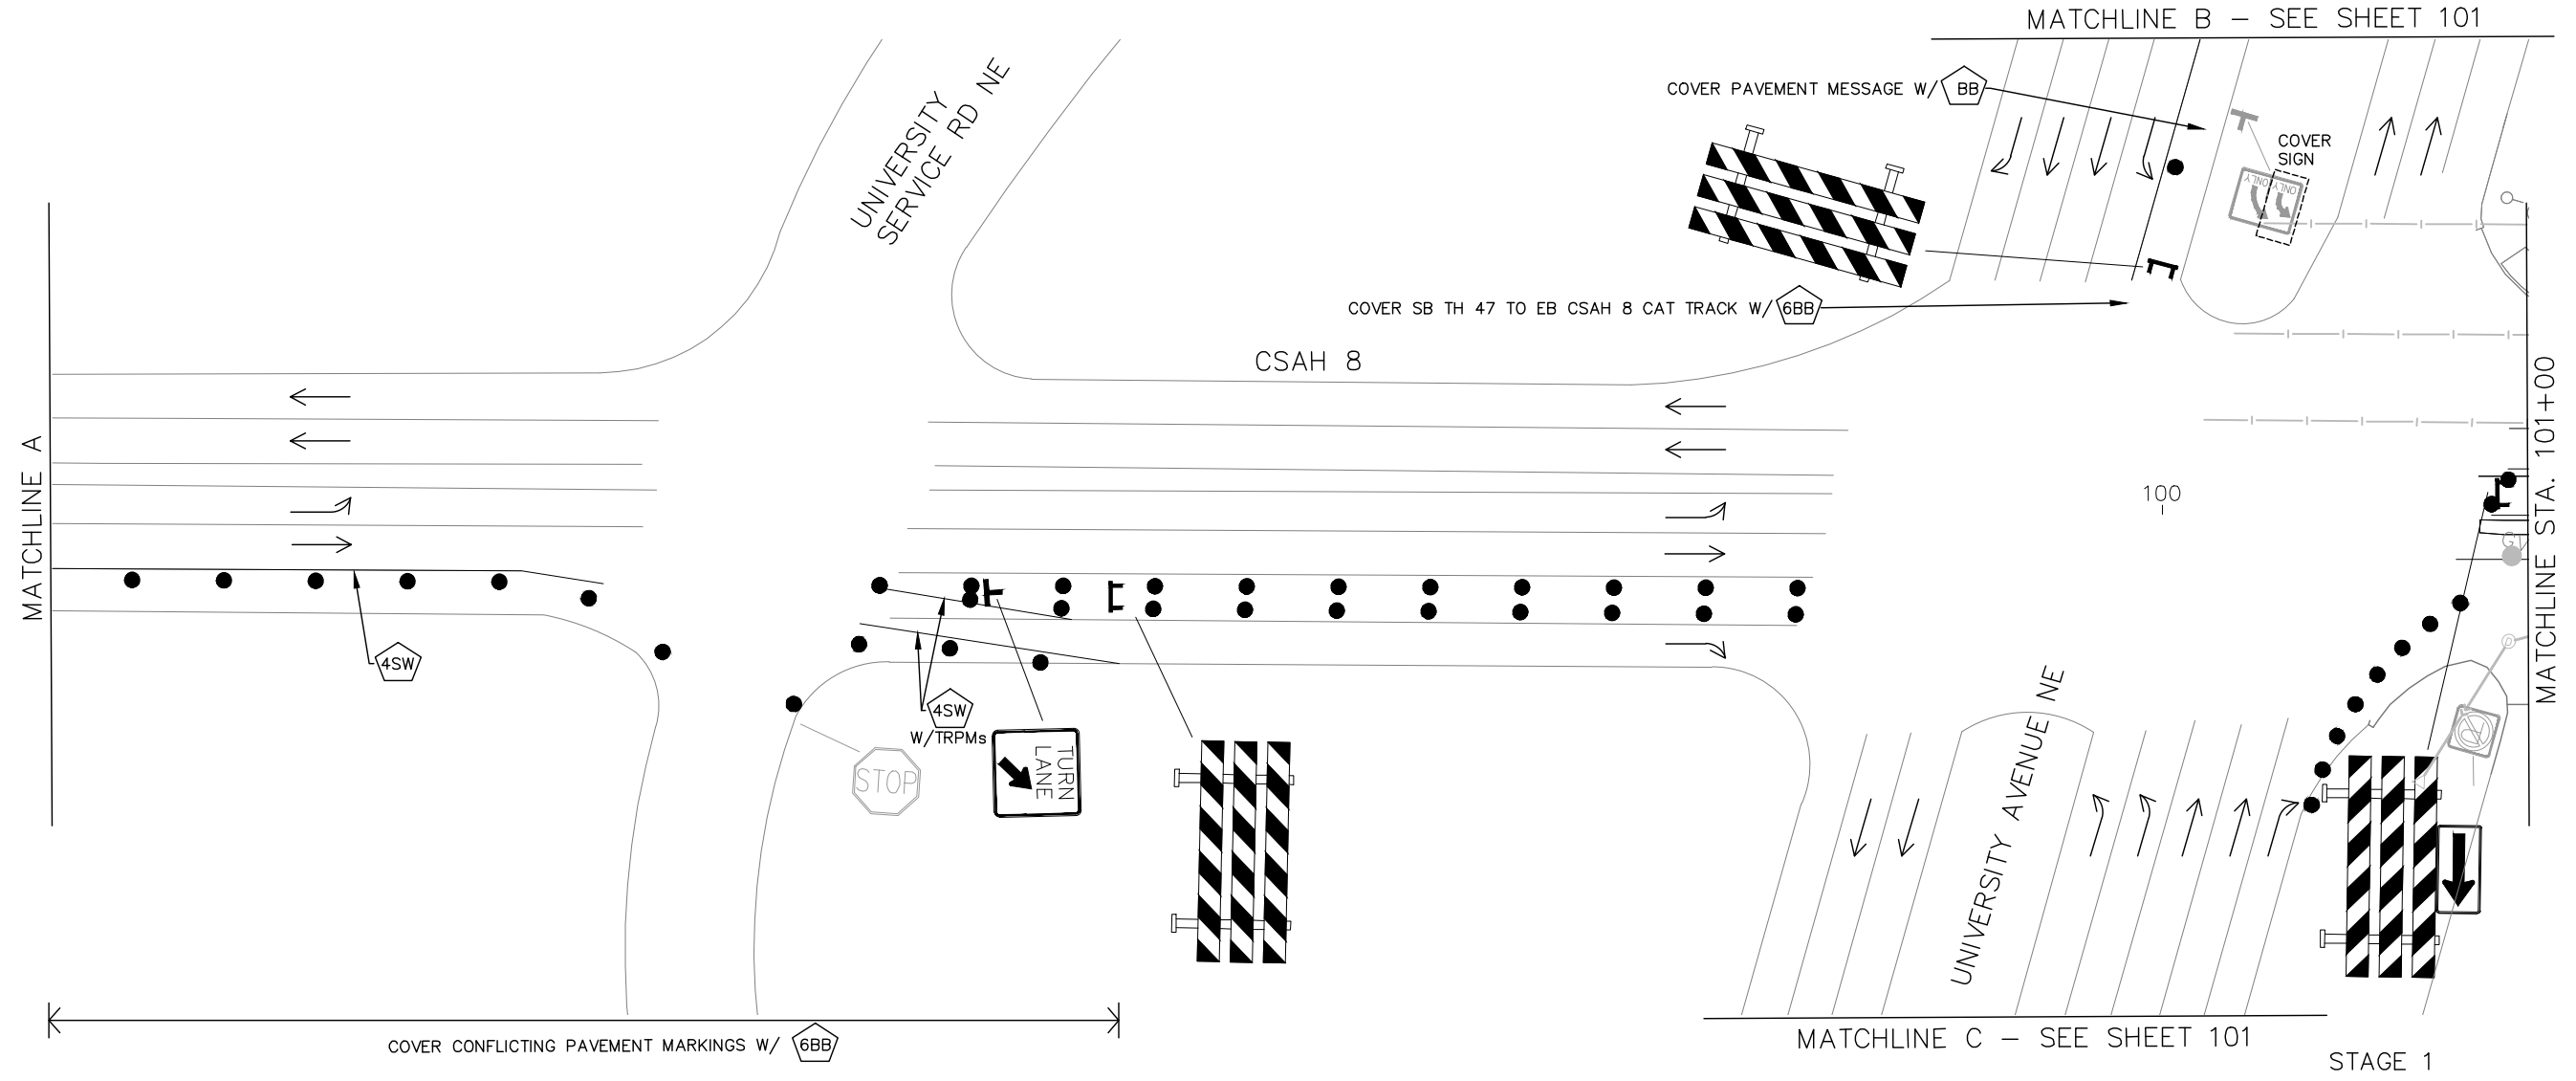 MATCHLINE B - SEE SHEET 101
COVER PAVEMENT MESSAGE W/ BB
UNIVERSITY
SERVICE RD NE
COVER
SIGN
ONLY ONLY
COVER SB TH 47 TO EB CSAH 8 CAT TRACK W/ 6BB
CSAH 8
MATCHLINE A
100
MATCHLINE STA. 101+00
4SW
4SW
W/TRPMs
TURN
LANE
STOP
UNIVERSITY AVENUE NE
COVER CONFLICTING PAVEMENT MARKINGS W/ 6BB
MATCHLINE C - SEE SHEET 101
STAGE 1